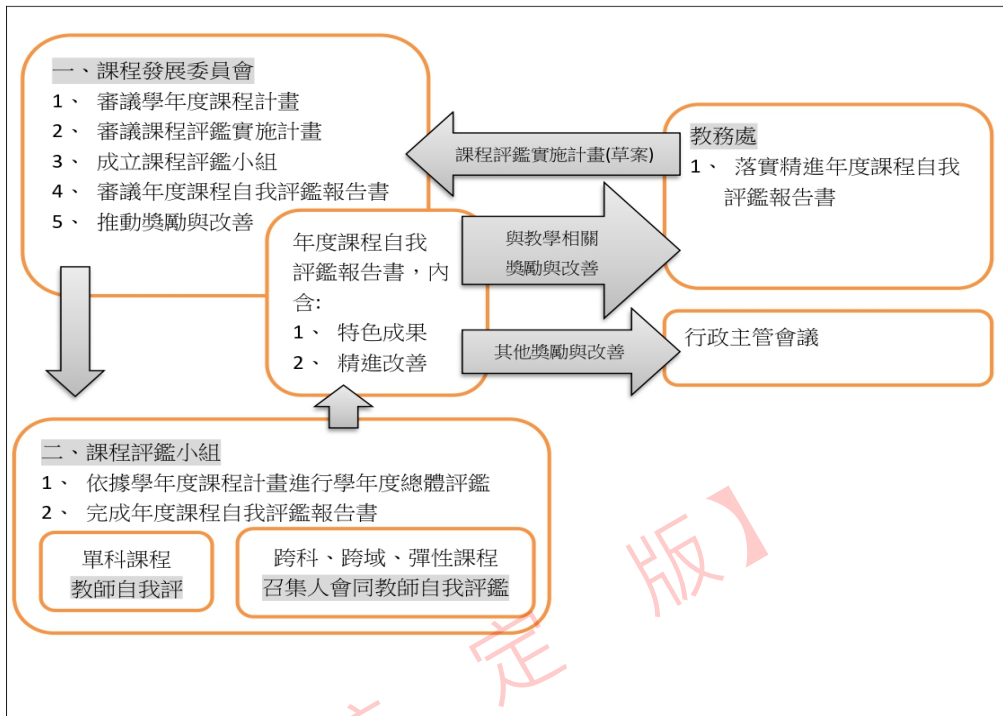 一、課程發展委員會
1、 審議學年度課程計畫
2、 審議課程評鑑實施計畫
3、 成立課程評鑑小組
4、 審議年度課程自我評鑑報告書
5、 推動獎勵與改善
課程評鑑實施計畫(草案)
教務處
1、 落實精進年度課程自我
評鑑報告書
年度課程自我
評鑑報告書，內
含:
1、 特色成果
2、 精進改善
與教學相關
獎勵與改善
其他獎勵與改善
行政主管會議
二、課程評鑑小組
1、 依據學年度課程計畫進行學年度總體評鑑
2、 完成年度課程自我評鑑報告書
單科課程
教師自我評
跨科、跨域、彈性課程
召集人會同教師自我評鑑
定版】